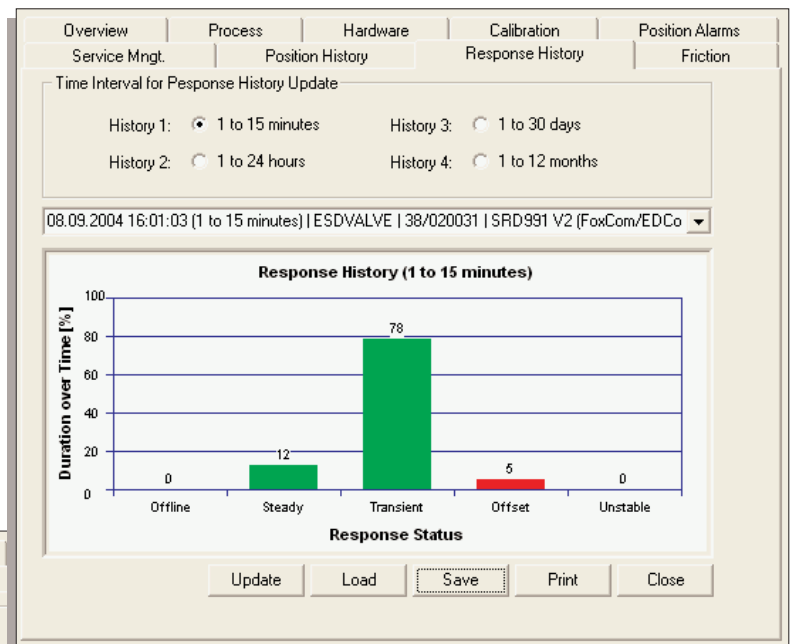 Overview Process Hardware Calibration Position Alarms
Service Mngt. Position History Response History Friction
Time Interval for Pesponse History Update
History 1: 1 to 15 minutes History 3: 1 to 30 days
History 2: 1 to 24 hours History 4: 1 to 12 months
08.09.2004 16:01:03 (1 to 15 minutes) | ESDVALVE | 38/020031 | SRD991 V2 (FoxCom/EDCo
Response History (1 to 15 minutes)
Duration over Time [%]
100
80
60
40
20
0
0 12 78 5 0
Offline Steady Transient Offset Unstable
Response Status
Update Load Save Print Close